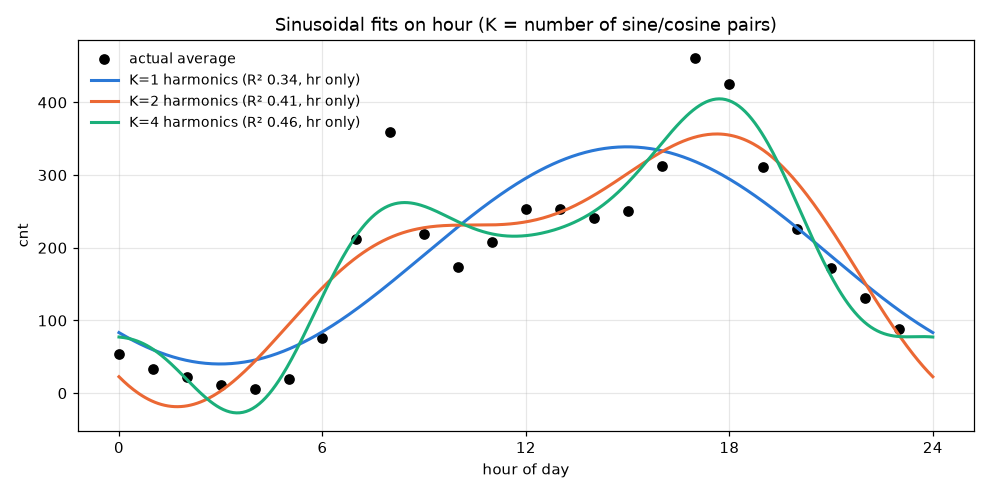 Sinusoidal fits on hour (K = number of sine/cosine pairs)
actual average
K=1 harmonics (R² 0.34, hr only)
K=2 harmonics (R² 0.41, hr only)
K=4 harmonics (R² 0.46, hr only)
cnt
400
300
200
100
0
0 6 12 18 24
hour of day